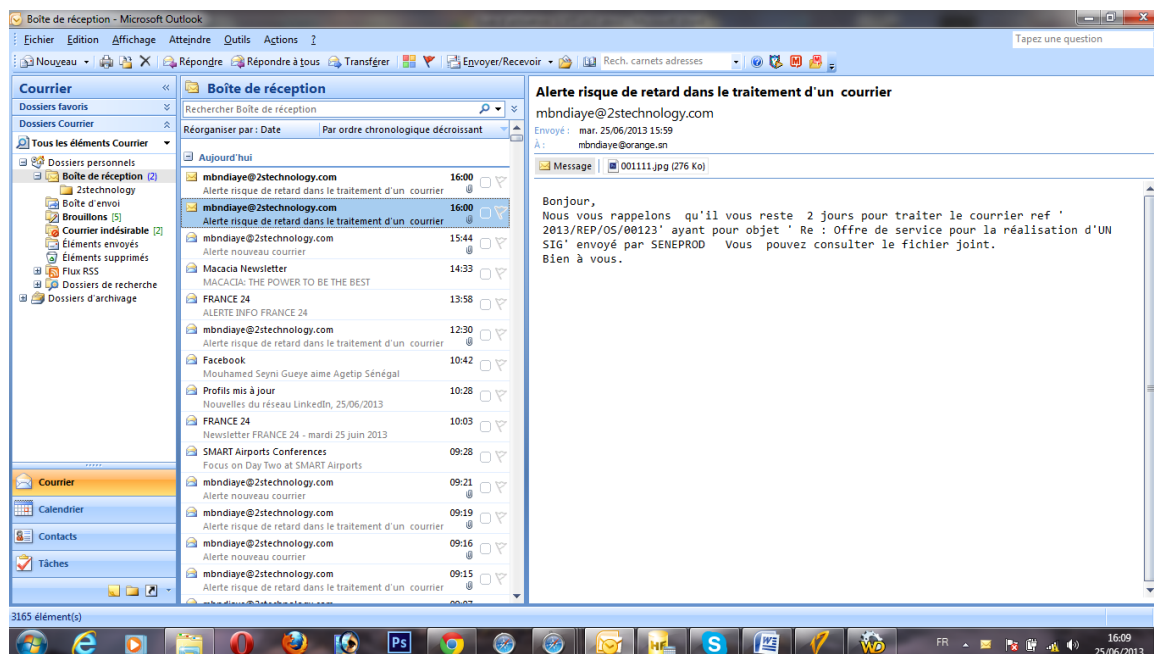 Boîte de réception - Microsoft Outlook
Eichier Edition Affichage Atteindre Outils Actions ?
Tapez une question
Nouveau Répondre Répondre à tous Transférer Envoyer/Recevoir Rech. carnets adresses
Courrier
Dossiers favoris
Dossiers Courrier
Tous les éléments Courrier
Dossiers personnels
Boîte de réception (2)
2stechnology
Boîte d'envoi
Brouillons [5]
Courrier indésirable [2]
Éléments envoyés
Éléments supprimés
Flux RSS
Dossiers de recherche
Dossiers d'archivage
Courrier
Calendrier
Contacts
Tâches
Boîte de réception
Rechercher Boîte de réception
Réorganiser par : Date Par ordre chronologique décroissant
Aujourd'hui
mbndiaye@2stechnology.com 16:00
Alerte risque de retard dans le traitement d'un courrier
mbndiaye@2stechnology.com 16:00
Alerte risque de retard dans le traitement d'un courrier
mbndiaye@2stechnology.com 15:44
Alerte nouveau courrier
Macacia Newsletter 14:33
MACACIA: THE POWER TO BE THE BEST
FRANCE 24 13:58
ALERTE INFO FRANCE 24
mbndiaye@2stechnology.com 12:30
Alerte risque de retard dans le traitement d'un courrier
Facebook 10:42
Mouhamed Seyni Gueye aime Agetip Sénégal
Profils mis à jour 10:28
Nouvelles du réseau LinkedIn, 25/06/2013
FRANCE 24 10:03
Newsletter FRANCE 24 - mardi 25 juin 2013
SMART Airports Conferences 09:28
Focus on Day Two at SMART Airports
mbndiaye@2stechnology.com 09:21
Alerte nouveau courrier
mbndiaye@2stechnology.com 09:19
Alerte risque de retard dans le traitement d'un courrier
mbndiaye@2stechnology.com 09:16
Alerte nouveau courrier
mbndiaye@2stechnology.com 09:15
Alerte risque de retard dans le traitement d'un courrier
Alerte risque de retard dans le traitement d'un courrier
mbndiaye@2stechnology.com
Envoyé : mar. 25/06/2013 15:59
À : mbndiaye@orange.sn
Message 001111.jpg (276 Ko)
Bonjour,
Nous vous rappelons qu'il vous reste 2 jours pour traiter le courrier ref '
2013/REP/OS/00123' ayant pour objet ' Re : Offre de service pour la réalisation d'UN
SIG' envoyé par SENEPROD Vous pouvez consulter le fichier joint.
Bien à vous.
3165 élément(s)
Ps
S
W
WD
FR
16:09
25/06/2013